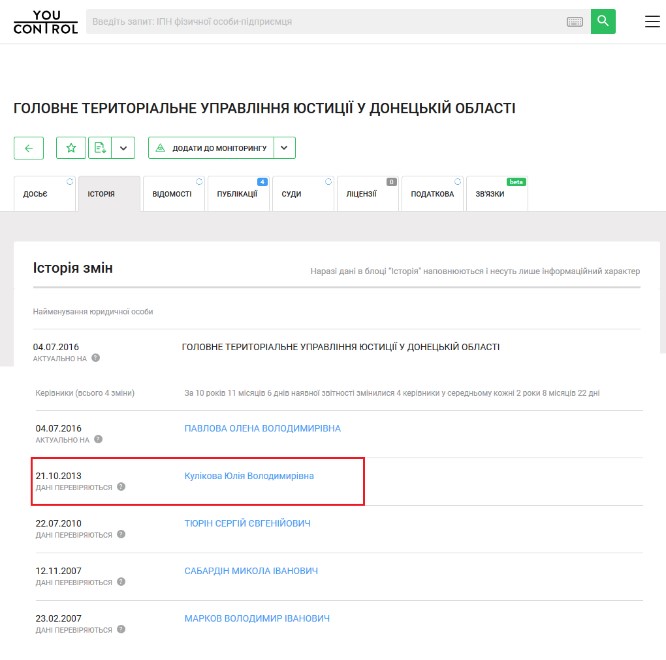 YOU
CONTROL
Введіть запит: ІПН фізичної особи-підприємця
ГОЛОВНЕ ТЕРИТОРІАЛЬНЕ УПРАВЛІННЯ ЮСТИЦІЇ У ДОНЕЦЬКІЙ ОБЛАСТІ
ДОДАТИ ДО МОНІТОРИНГУ
ДОСЬЄ ІСТОРІЯ ВІДОМОСТІ ПУБЛІКАЦІЇ 4 СУДИ ЛІЦЕНЗІЇ 0 ПОДАТКОВА ЗВ'ЯЗКИ beta
Історія змін
Наразі дані в блоці "Історія" наповнюються і несуть лише інформаційний характер
Найменування юридичної особи
04.07.2016 ГОЛОВНЕ ТЕРИТОРІАЛЬНЕ УПРАВЛІННЯ ЮСТИЦІЇ У ДОНЕЦЬКІЙ ОБЛАСТІ
АКТУАЛЬНО НА ?
Керівники (всього 4 зміни) За 10 років 11 місяців 6 днів наявної звітності змінилися 4 керівники у середньому кожні 2 роки 8 місяців 22 дні
04.07.2016 ПАВЛОВА ОЛЕНА ВОЛОДИМИРІВНА
АКТУАЛЬНО НА ?
21.10.2013 Кулікова Юлія Володимирівна
ДАНІ ПЕРЕВІРЯЮТЬСЯ ?
22.07.2010 ТЮРІН СЕРГІЙ ЄВГЕНІЙОВИЧ
ДАНІ ПЕРЕВІРЯЮТЬСЯ ?
12.11.2007 САБАРДІН МИКОЛА ІВАНОВИЧ
ДАНІ ПЕРЕВІРЯЮТЬСЯ ?
23.02.2007 МАРКОВ ВОЛОДИМИР ІВАНОВИЧ
ДАНІ ПЕРЕВІРЯЮТЬСЯ ?